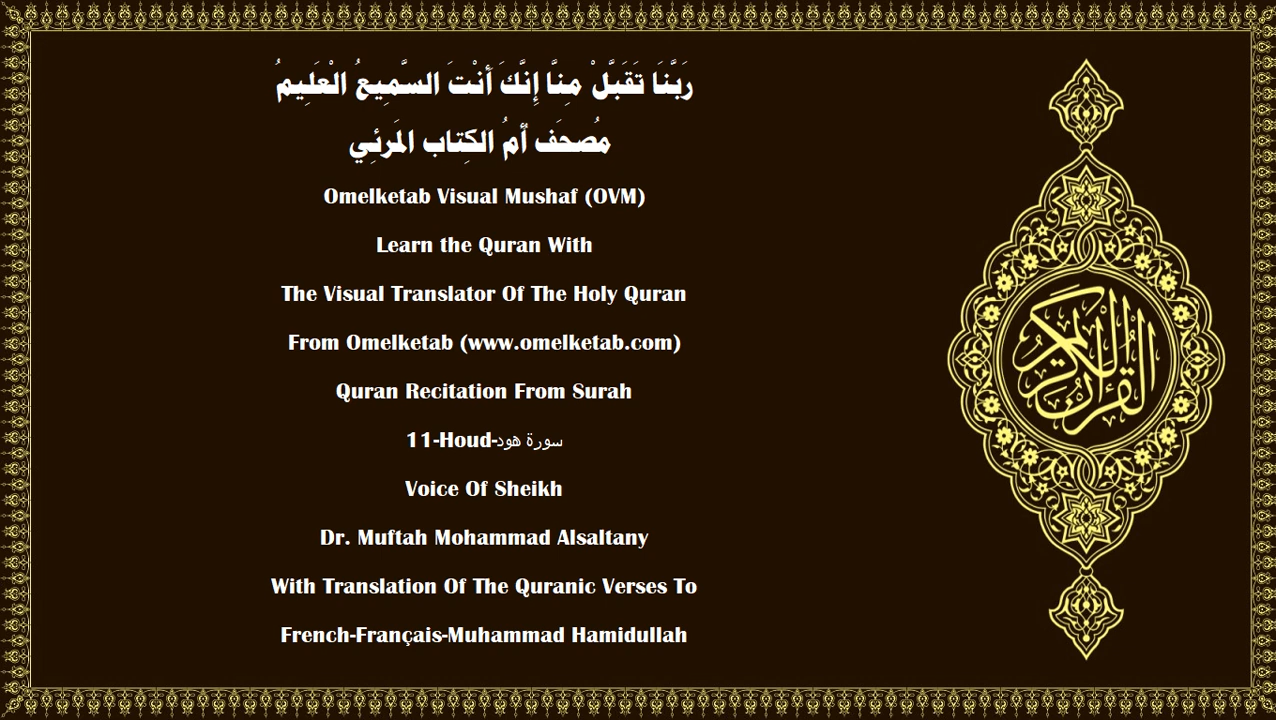 رَبَّنَا تَقَبَّلْ مِنَّا إِنَّكَ أَنْتَ السَّمِيعُ الْعَلِيمُ
مُصحَف أمُ الكِتاب المَرئِي
Omelketab Visual Mushaf (OVM)
Learn the Quran With
The Visual Translator Of The Holy Quran
From Omelketab (www.omelketab.com)
Quran Recitation From Surah
11-Houd-سورة هود
Voice Of Sheikh
Dr. Muftah Mohammad Alsaltany
With Translation Of The Quranic Verses To
French-Français-Muhammad Hamidullah
القرآن الكريم